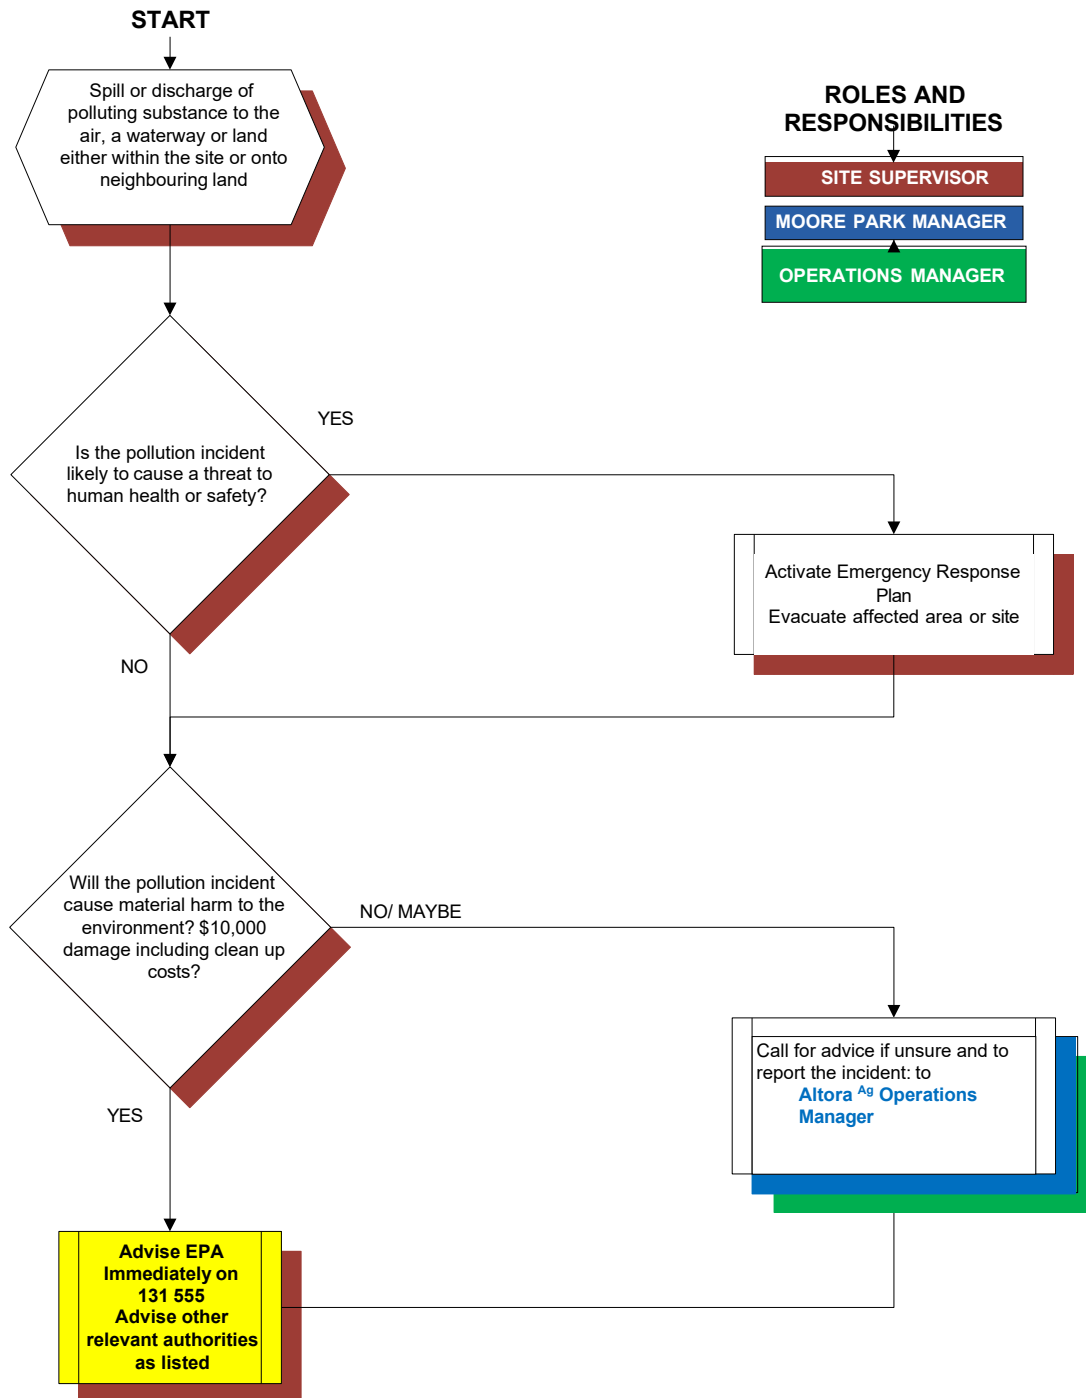 START
Spill or discharge of
polluting substance to the
air, a waterway or land
either within the site or onto
neighbouring land
ROLES AND
RESPONSIBILITIES
SITE SUPERVISOR
MOORE PARK MANAGER
OPERATIONS MANAGER
YES
Is the pollution incident
likely to cause a threat to
human health or safety?
Activate Emergency Response
Plan
Evacuate affected area or site
NO
Will the pollution incident
cause material harm to the
environment? $10,000
damage including clean up
costs?
NO/ MAYBE
Call for advice if unsure and to
report the incident: to
Altora Ag Operations
Manager
YES
Advise EPA
Immediately on
131 555
Advise other
relevant authorities
as listed